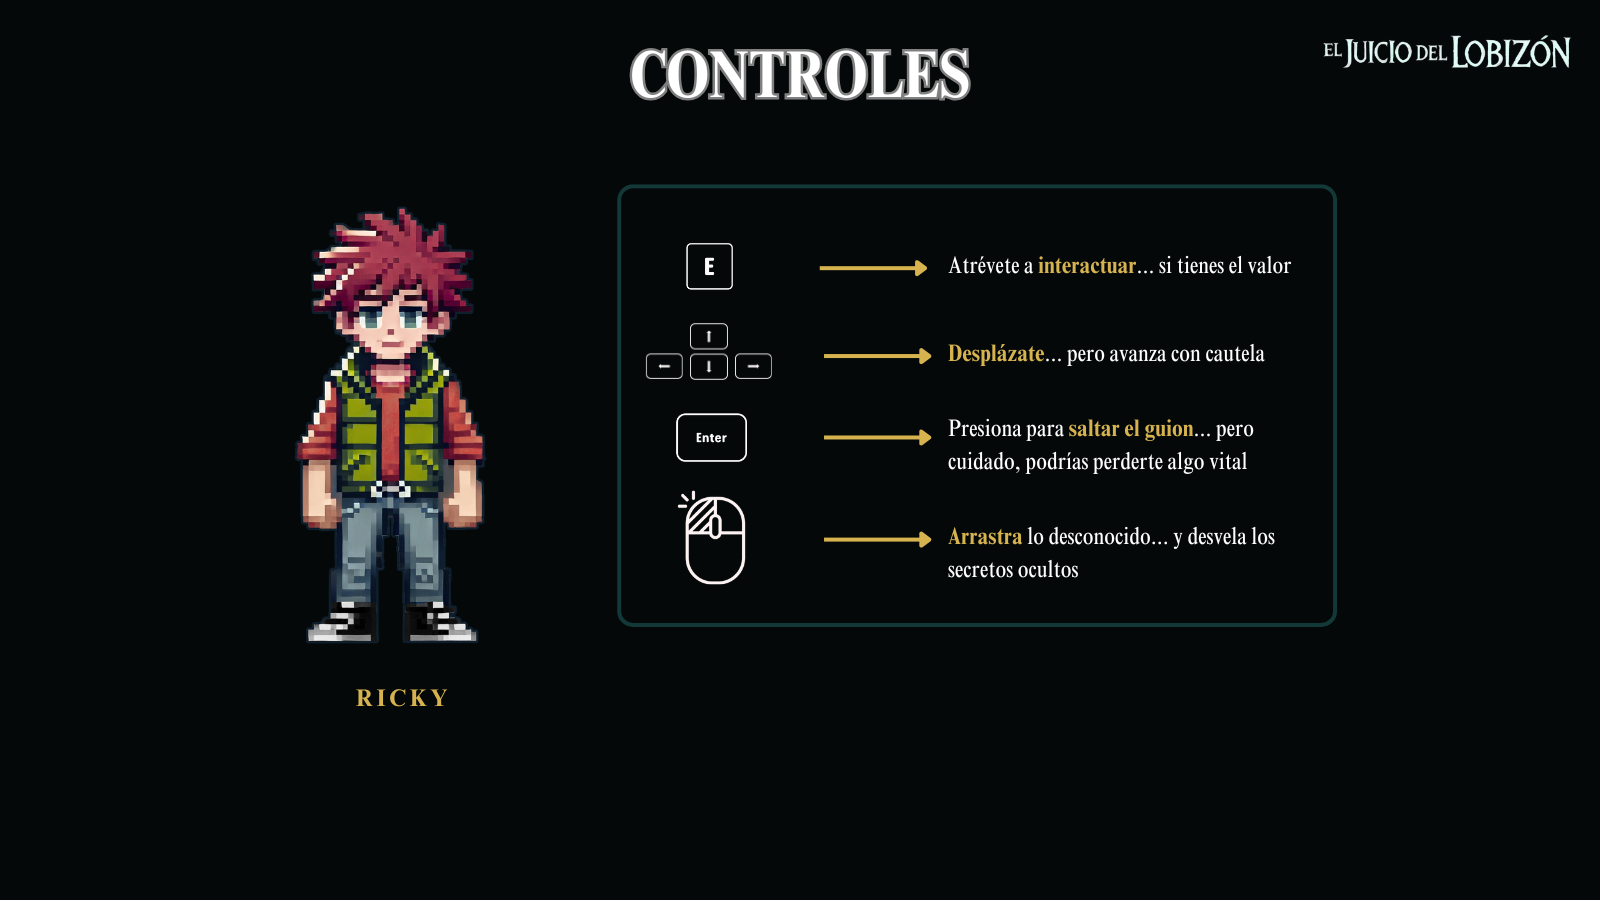 CONTROLES
EL JUICIO DEL LOBIZÓN
E
Atrévete a interactuar... si tienes el valor
Desplázate... pero avanza con cautela
Enter
Presiona para saltar el guion... pero
cuidado, podrías perderte algo vital
Arrastra lo desconocido... y desvela los
secretos ocultos
RICKY